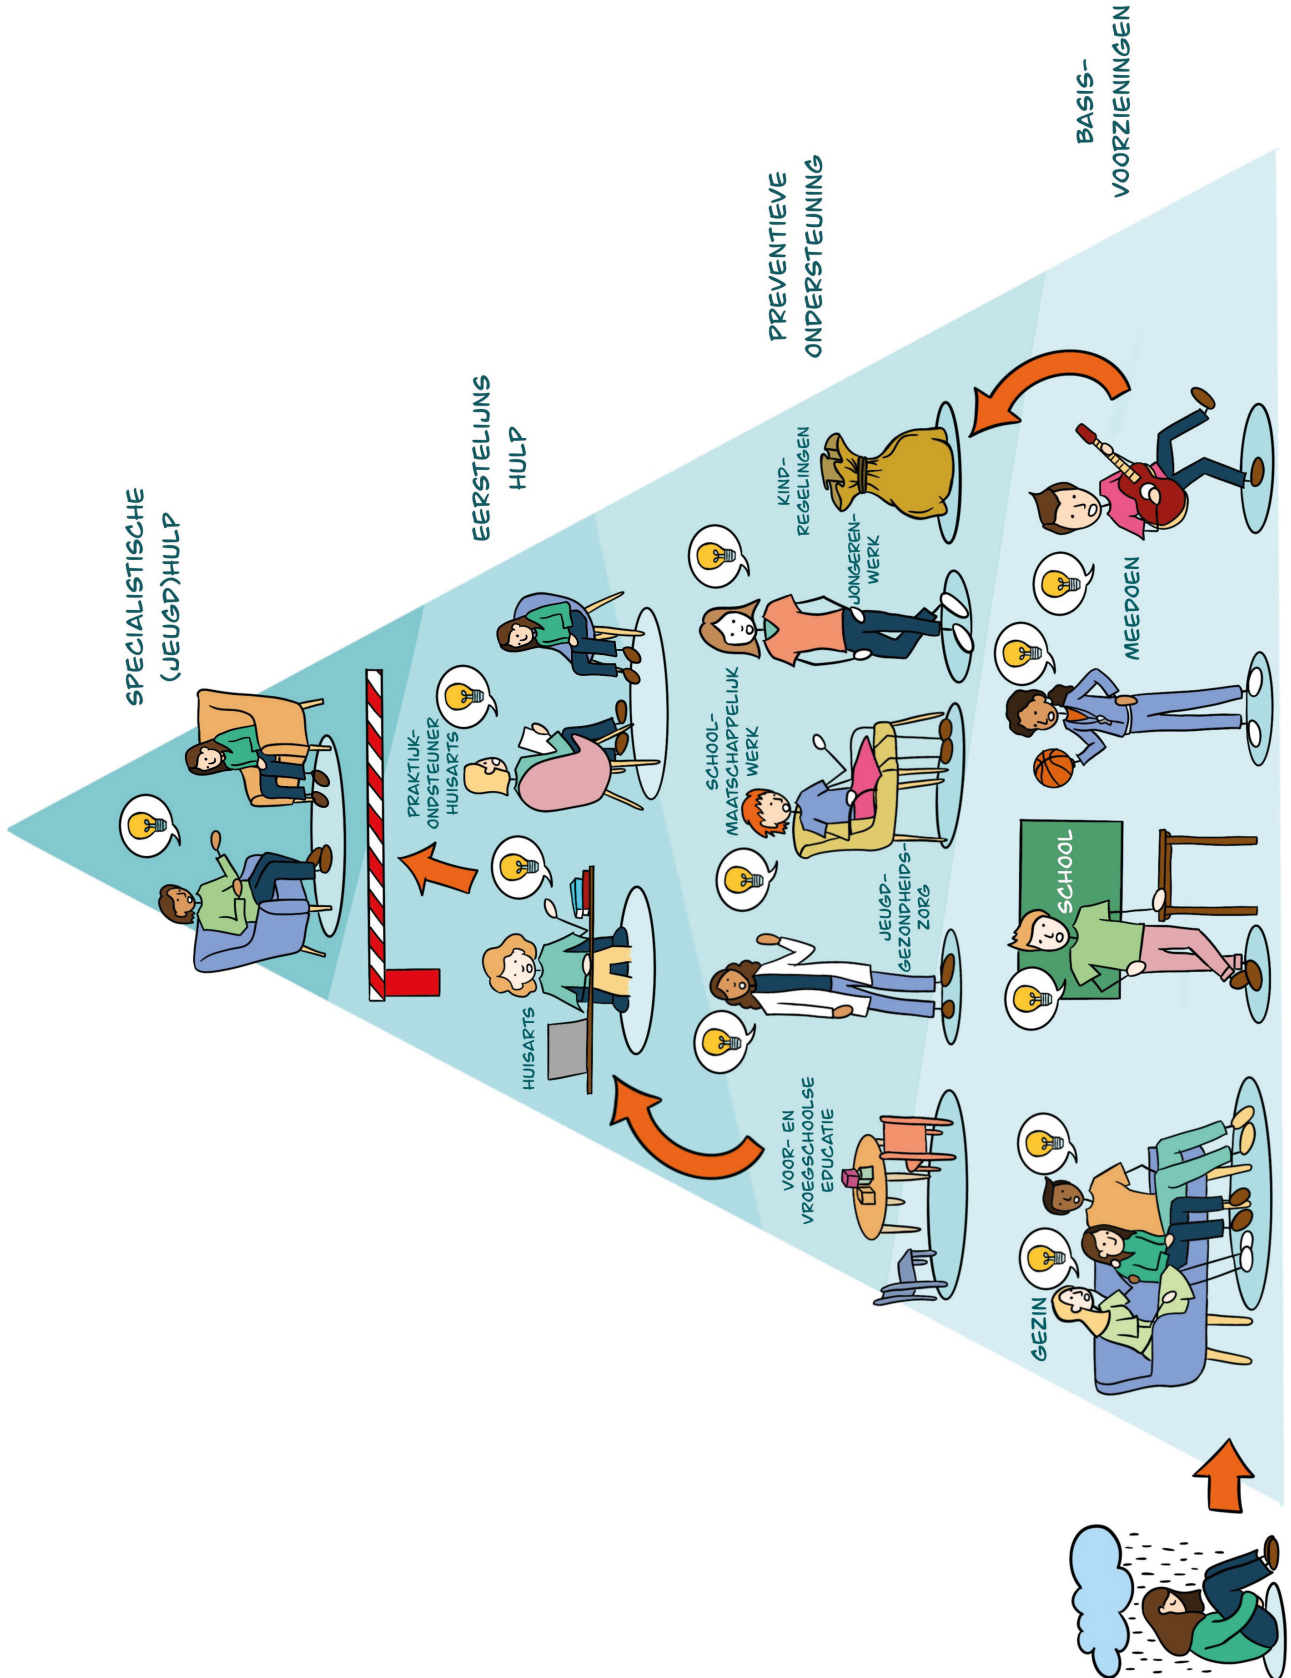 SPECIALISTISCHE
(JEUGD)HULP
EERSTELIJNS
HULP
PRAKTIJK-
ONDSTEUNER
HUISARTS
HUISARTS
PREVENTIEVE
ONDERSTEUNING
VOOR- EN
VROEGSCHOOLSE
EDUCATIE
JEUGD-
GEZONDHEIDS-
ZORG
SCHOOL-
MAATSCHAPPELIJK
WERK
JONGEREN-
WERK
KIND-
REGELINGEN
BASIS-
VOORZIENINGEN
GEZIN
SCHOOL
MEEDOEN